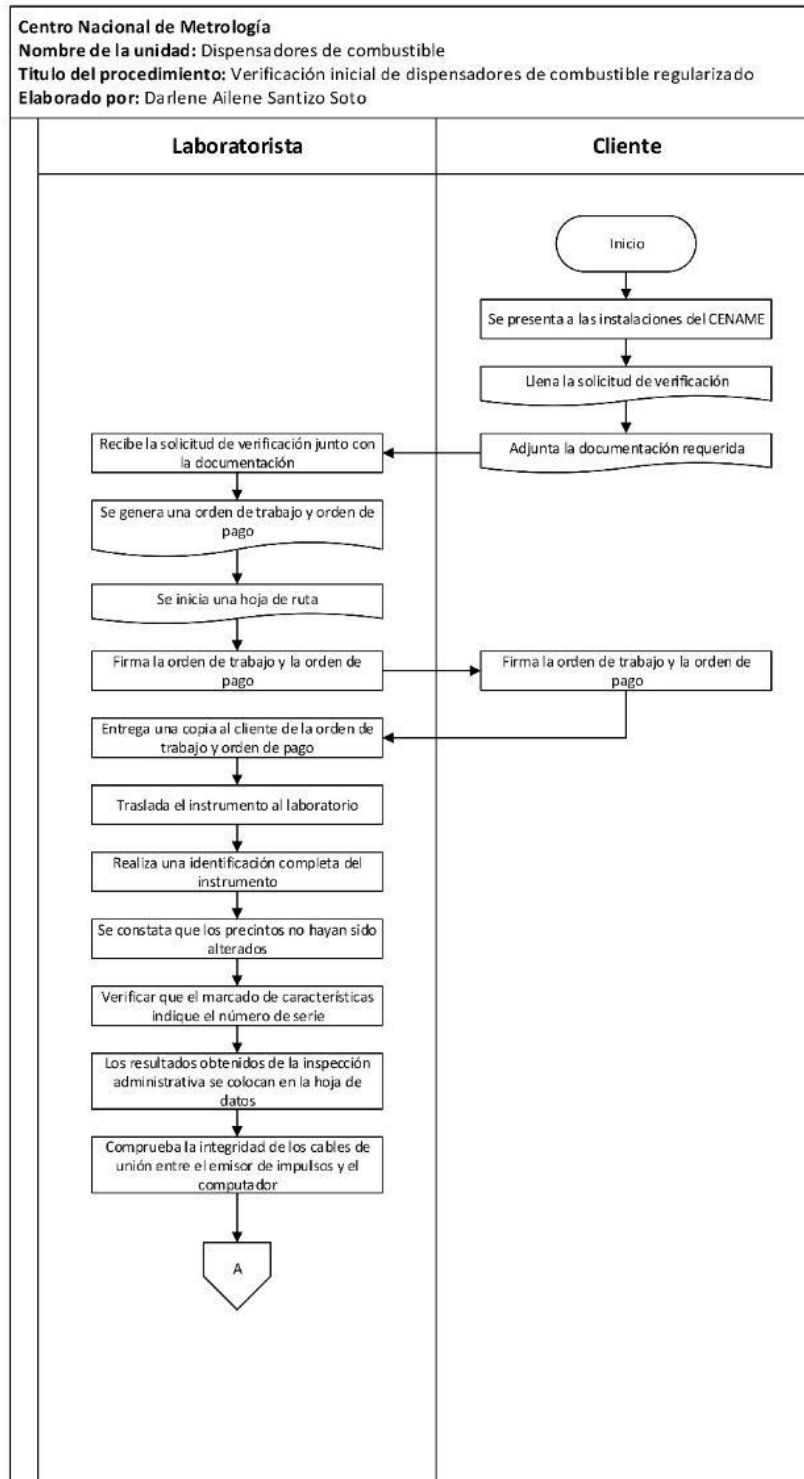 Centro Nacional de Metrología
Nombre de la unidad: Dispensadores de combustible
Titulo del procedimiento: Verificación inicial de dispensadores de combustible regularizado
Elaborado por: Darlene Ailene Santizo Soto
Laboratorista
Cliente
Inicio
Se presenta a las instalaciones del CENAME
Llena la solicitud de verificación
Adjunta la documentación requerida
Recibe la solicitud de verificación junto con
la documentación
Se genera una orden de trabajo y orden de
pago
Se inicia una hoja de ruta
Firma la orden de trabajo y la orden de
pago
Firma la orden de trabajo y la orden de
pago
Entrega una copia al cliente de la orden de
trabajo y orden de pago
Traslada el instrumento al laboratorio
Realiza una identificación completa del
instrumento
Se constata que los precintos no hayan sido
alterados
Verificar que el marcado de características
indique el número de serie
Los resultados obtenidos de la inspección
administrativa se colocan en la hoja de
datos
Comprueba la integridad de los cables de
unión entre el emisor de impulsos y el
computador
A